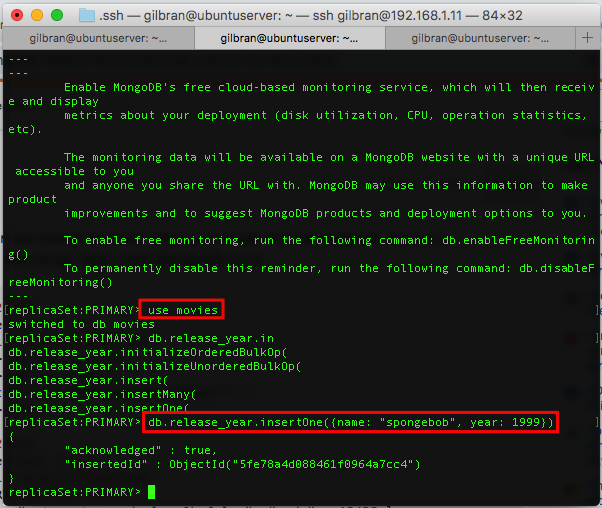 .ssh — gilbran@ubuntuserver: ~ — ssh gilbran@192.168.1.11 — 84×32
gilbran@ubuntuserver: ~... gilbran@ubuntuserver: ~... gilbran@ubuntuserver: ~... +
---
---
Enable MongoDB's free cloud-based monitoring service, which will then receiv
e and display
metrics about your deployment (disk utilization, CPU, operation statistics,
etc).
The monitoring data will be available on a MongoDB website with a unique URL
accessible to you
and anyone you share the URL with. MongoDB may use this information to make
product
improvements and to suggest MongoDB products and deployment options to you.
To enable free monitoring, run the following command: db.enableFreeMonitorin
g()
To permanently disable this reminder, run the following command: db.disableF
reeMonitoring()
---
[replicaSet:PRIMARY> use movies
switched to db movies
[replicaSet:PRIMARY> db.release_year.in
db.release_year.initializeOrderedBulkOp(
db.release_year.initializeUnorderedBulkOp(
db.release_year.insert(
db.release_year.insertMany(
db.release_year.insertOne(
[replicaSet:PRIMARY> db.release_year.insertOne({name: "spongebob", year: 1999})
{
"acknowledged" : true,
"insertedId" : ObjectId("5fe78a4d088461f0964a7cc4")
}
replicaSet:PRIMARY>